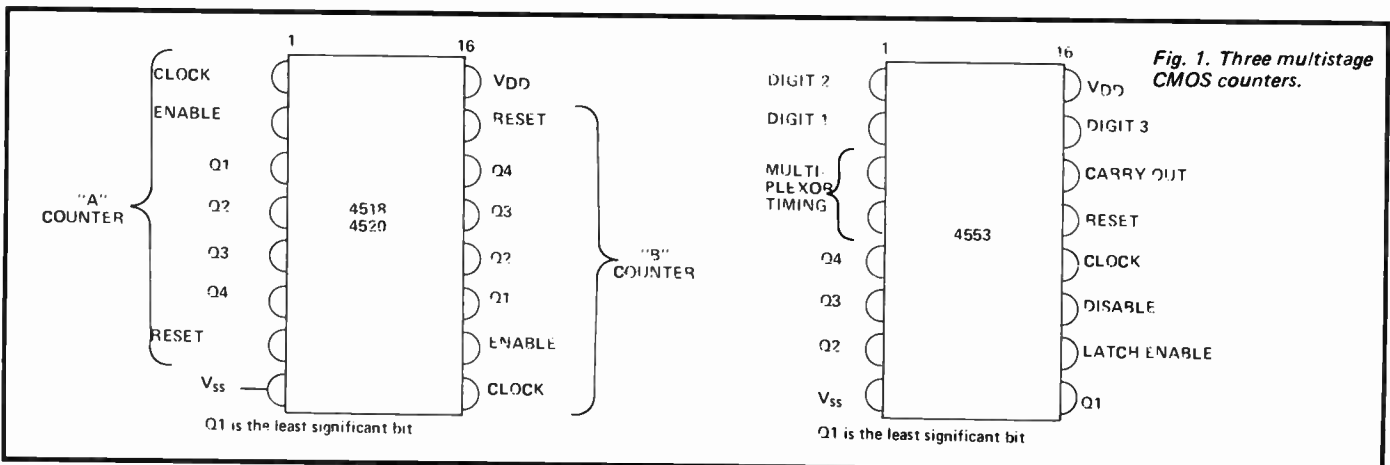 1
16
CLOCK
ENABLE
Q1
Q2
Q3
Q4
RESET
VSS
"A"
COUNTER
4518
4520
VDD
RESET
Q4
Q3
Q2
Q1
ENABLE
CLOCK
"B"
COUNTER
Q1 is the least significant bit
1
16
DIGIT 2
DIGIT 1
MULTI-
PLEXOR
TIMING
Q4
Q3
Q2
VSS
4553
VDD
DIGIT 3
CARRY OUT
RESET
CLOCK
DISABLE
LATCH ENABLE
Q1
Q1 is the least significant bit
Fig. 1. Three multistage
CMOS counters.